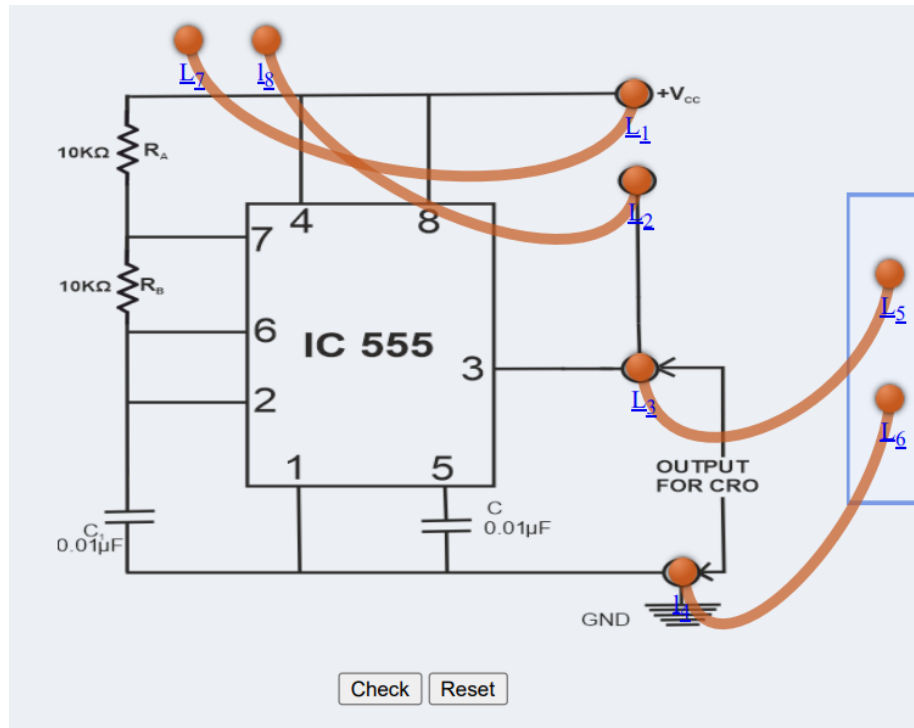 L7
l8
+Vcc
L1
10KΩ
RA
4
8
L2
7
10KΩ
RB
L5
6
IC 555
3
L3
2
L6
1
5
OUTPUT
FOR CRO
C
0.01µF
C1
0.01µF
l4
GND
Check
Reset